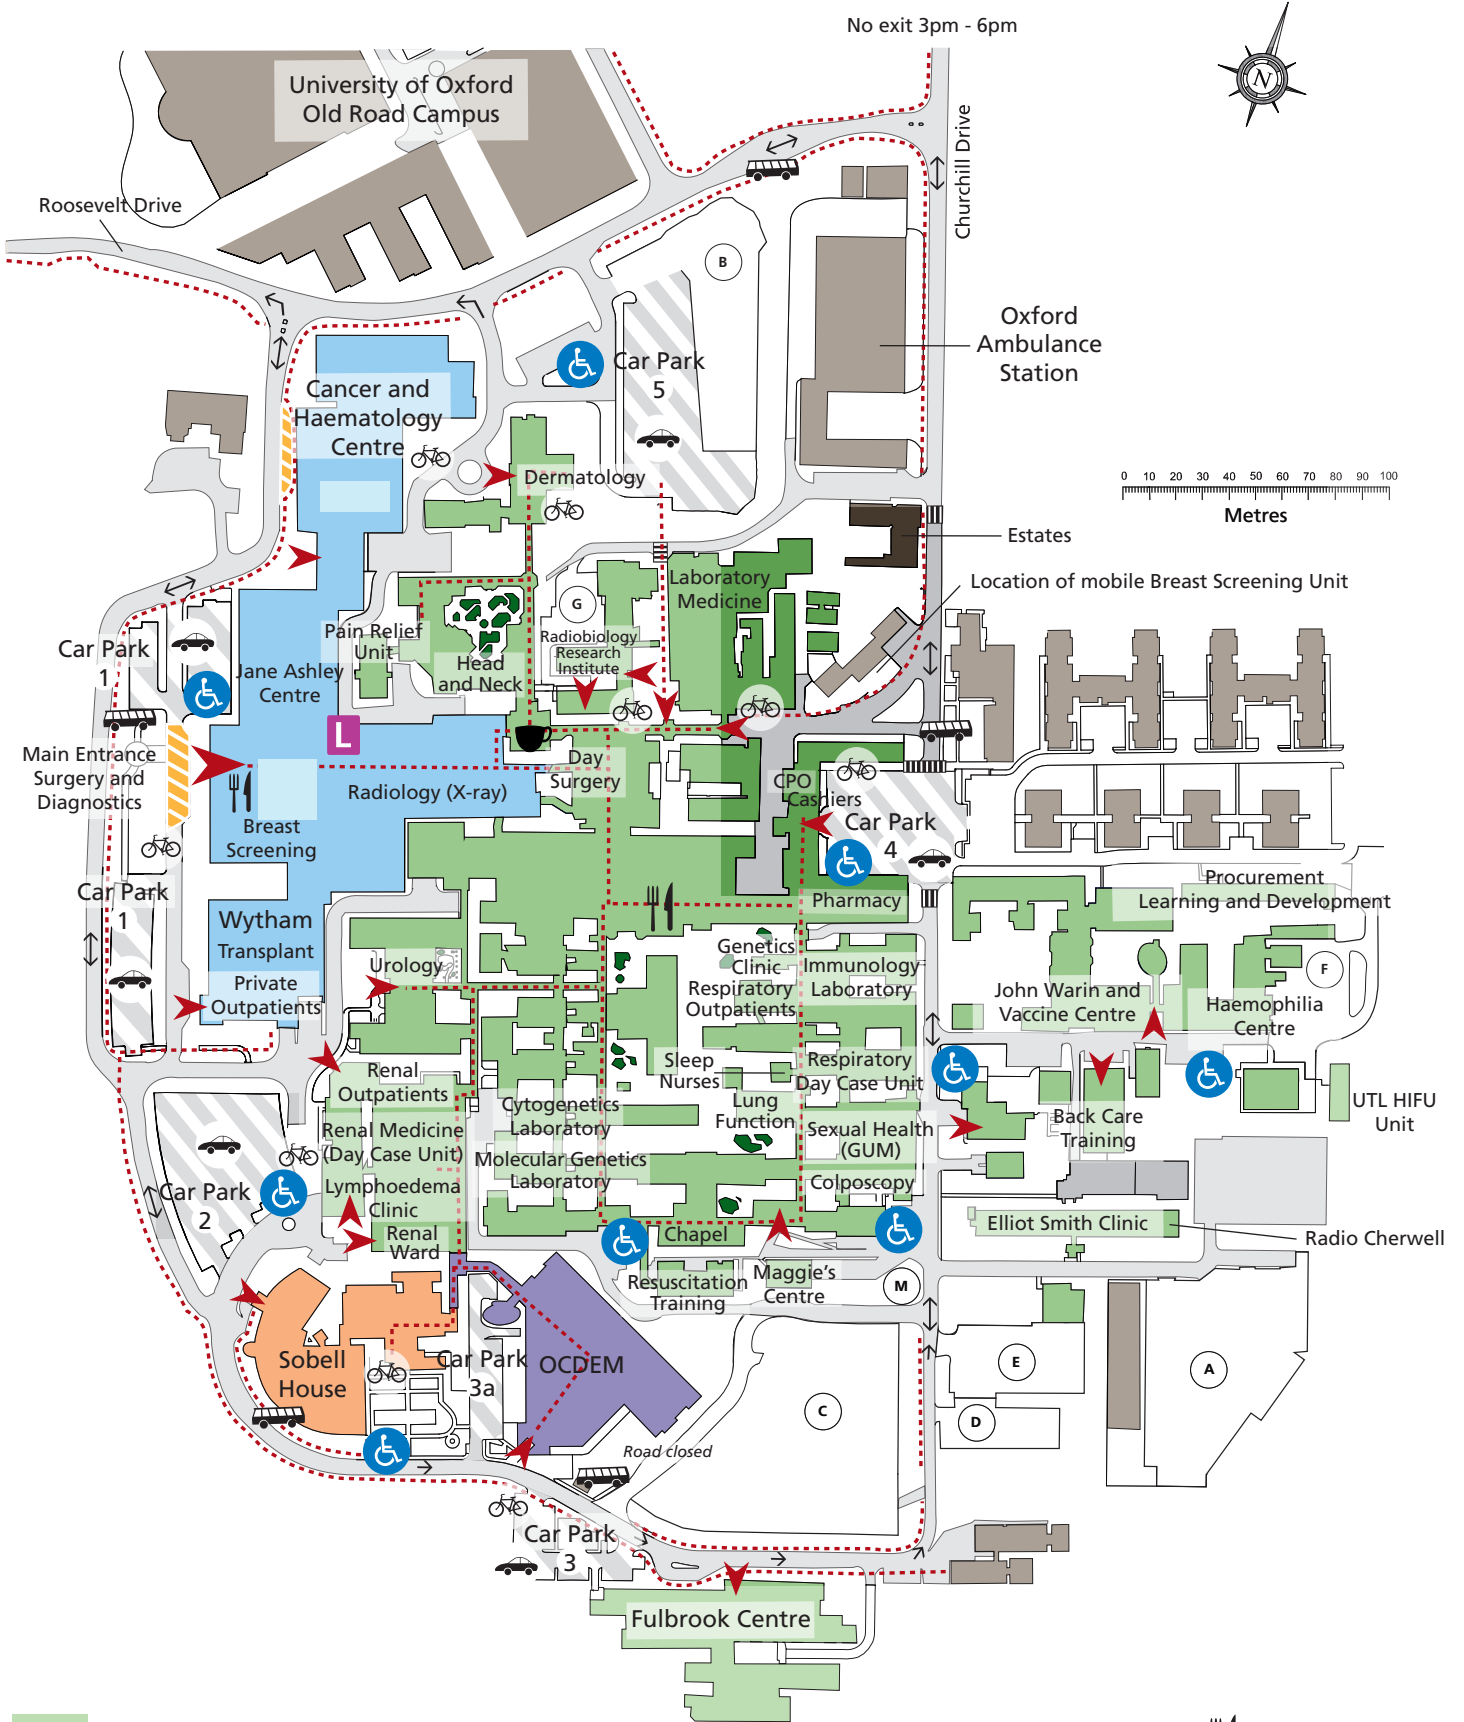 No exit 3pm - 6pm
N
University of Oxford
Old Road Campus
Churchill Drive
Roosevelt Drive
B
Oxford
Ambulance
Station
Car Park
5
Cancer and
Haematology
Centre
Dermatology
0 10 20 30 40 50 60 70 80 90 100
Metres
Estates
Location of mobile Breast Screening Unit
Laboratory
Medicine
G
Radiobiology
Research
Institute
Pain Relief
Unit
Head
and Neck
Car Park
1
Jane Ashley
Centre
L
Main Entrance
Surgery and
Diagnostics
Day
Surgery
Radiology (X-ray)
CPO
Cashiers
Car Park
4
Breast
Screening
Car Park
1
Pharmacy
Procurement
Learning and Development
Wytham
Transplant
Private
Outpatients
Urology
Genetics
Clinic
Respiratory
Outpatients
Immunology
Laboratory
F
John Warin and
Vaccine Centre
Haemophilia
Centre
Renal
Outpatients
Sleep
Nurses
Respiratory
Day Case Unit
Lung
Function
Cytogenetics
Laboratory
UTL HIFU
Unit
Back Care
Training
Renal Medicine
(Day Case Unit)
Sexual Health
(GUM)
Molecular Genetics
Laboratory
Colposcopy
Car Park
2
Lymphoedema
Clinic
Renal
Ward
Chapel
Elliot Smith Clinic
Radio Cherwell
Resuscitation
Training
Maggie's
Centre
M
Sobell
House
Car Park
3a
OCDEM
E
A
C
D
Road closed
Car Park
3
Fulbrook Centre